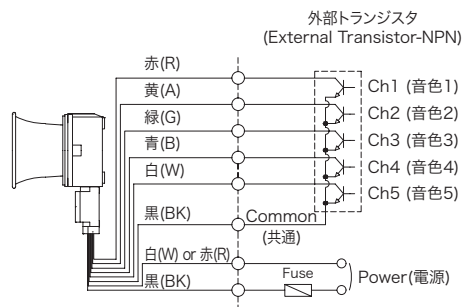 外部トランジスタ
(External Transistor-NPN)
赤(R)
Ch1 (音色1)
黄(A)
Ch2 (音色2)
緑(G)
Ch3 (音色3)
青(B)
Ch4 (音色4)
白(W)
Ch5 (音色5)
黒(BK)
Common
(共通)
白(W) or 赤(R)
Fuse
Power(電源)
黒(BK)